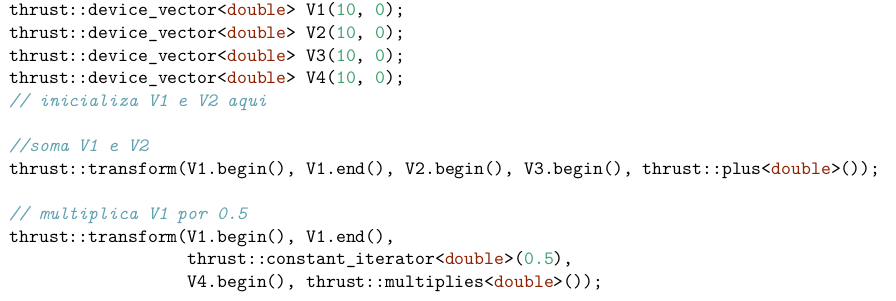 thrust::device_vector<double> V1(10, 0);
thrust::device_vector<double> V2(10, 0);
thrust::device_vector<double> V3(10, 0);
thrust::device_vector<double> V4(10, 0);
// inicializa V1 e V2 aqui

//soma V1 e V2
thrust::transform(V1.begin(), V1.end(), V2.begin(), V3.begin(), thrust::plus<double>());

// multiplica V1 por 0.5
thrust::transform(V1.begin(), V1.end(),
                  thrust::constant_iterator<double>(0.5),
                  V4.begin(), thrust::multiplies<double>());